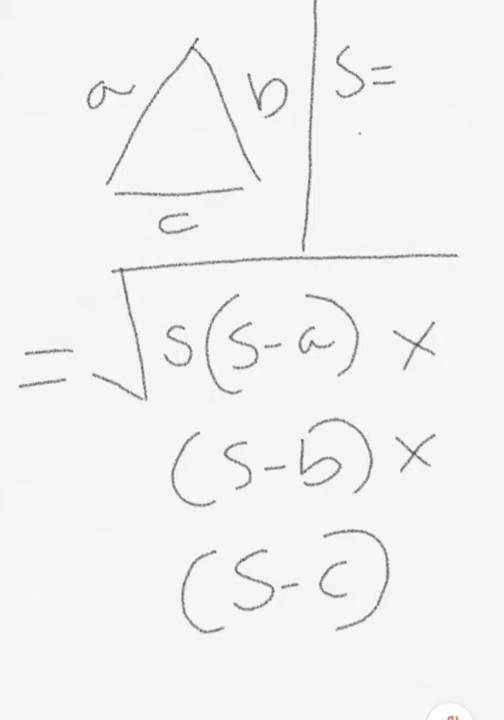 a
b
S=
c
= √ S(S-a) ×
(S-b) ×
(S-c)